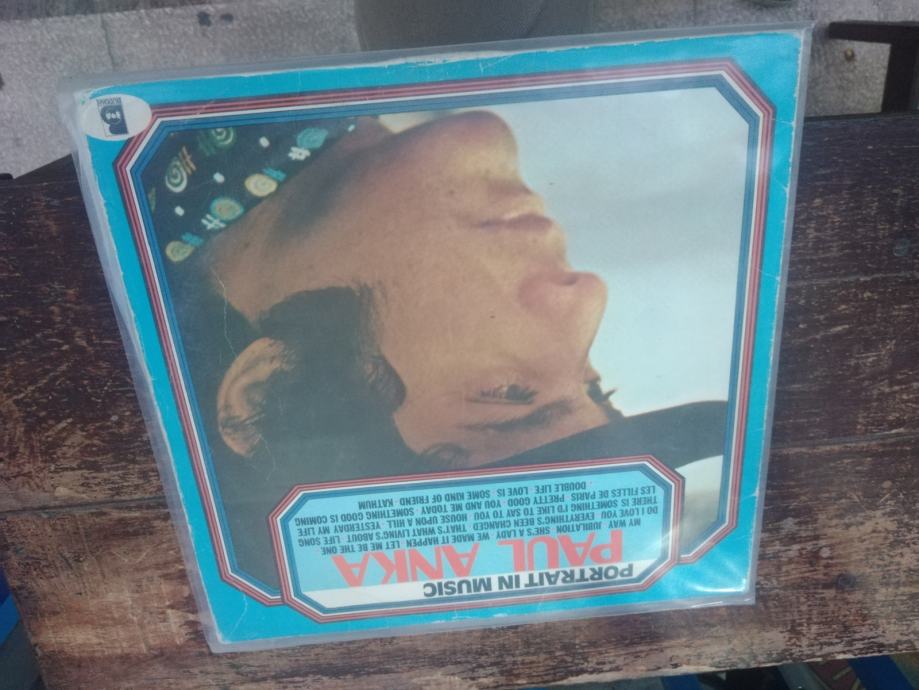 PORTRAIT IN MUSIC
PAUL ANKA
MY WAY · JUBILATION · SHE'S A LADY · WE MADE IT HAPPEN · LET ME BE THE ONE
DO I LOVE YOU · EVERYTHING'S BEEN CHANGED · THAT'S WHAT LIVING'S ABOUT · LIFE SONG
THERE IS SOMETHING I'D LIKE TO SAY TO YOU · HOUSE UPON A HILL · YESTERDAY MY LIFE
LES FILLES DE PARIS · PRETTY GOOD · YOU AND ME TODAY · SOMETHING GOOD IS COMING
· DOUBLE LIFE · LOVE IS · SOME KIND OF FRIEND · KATHUM